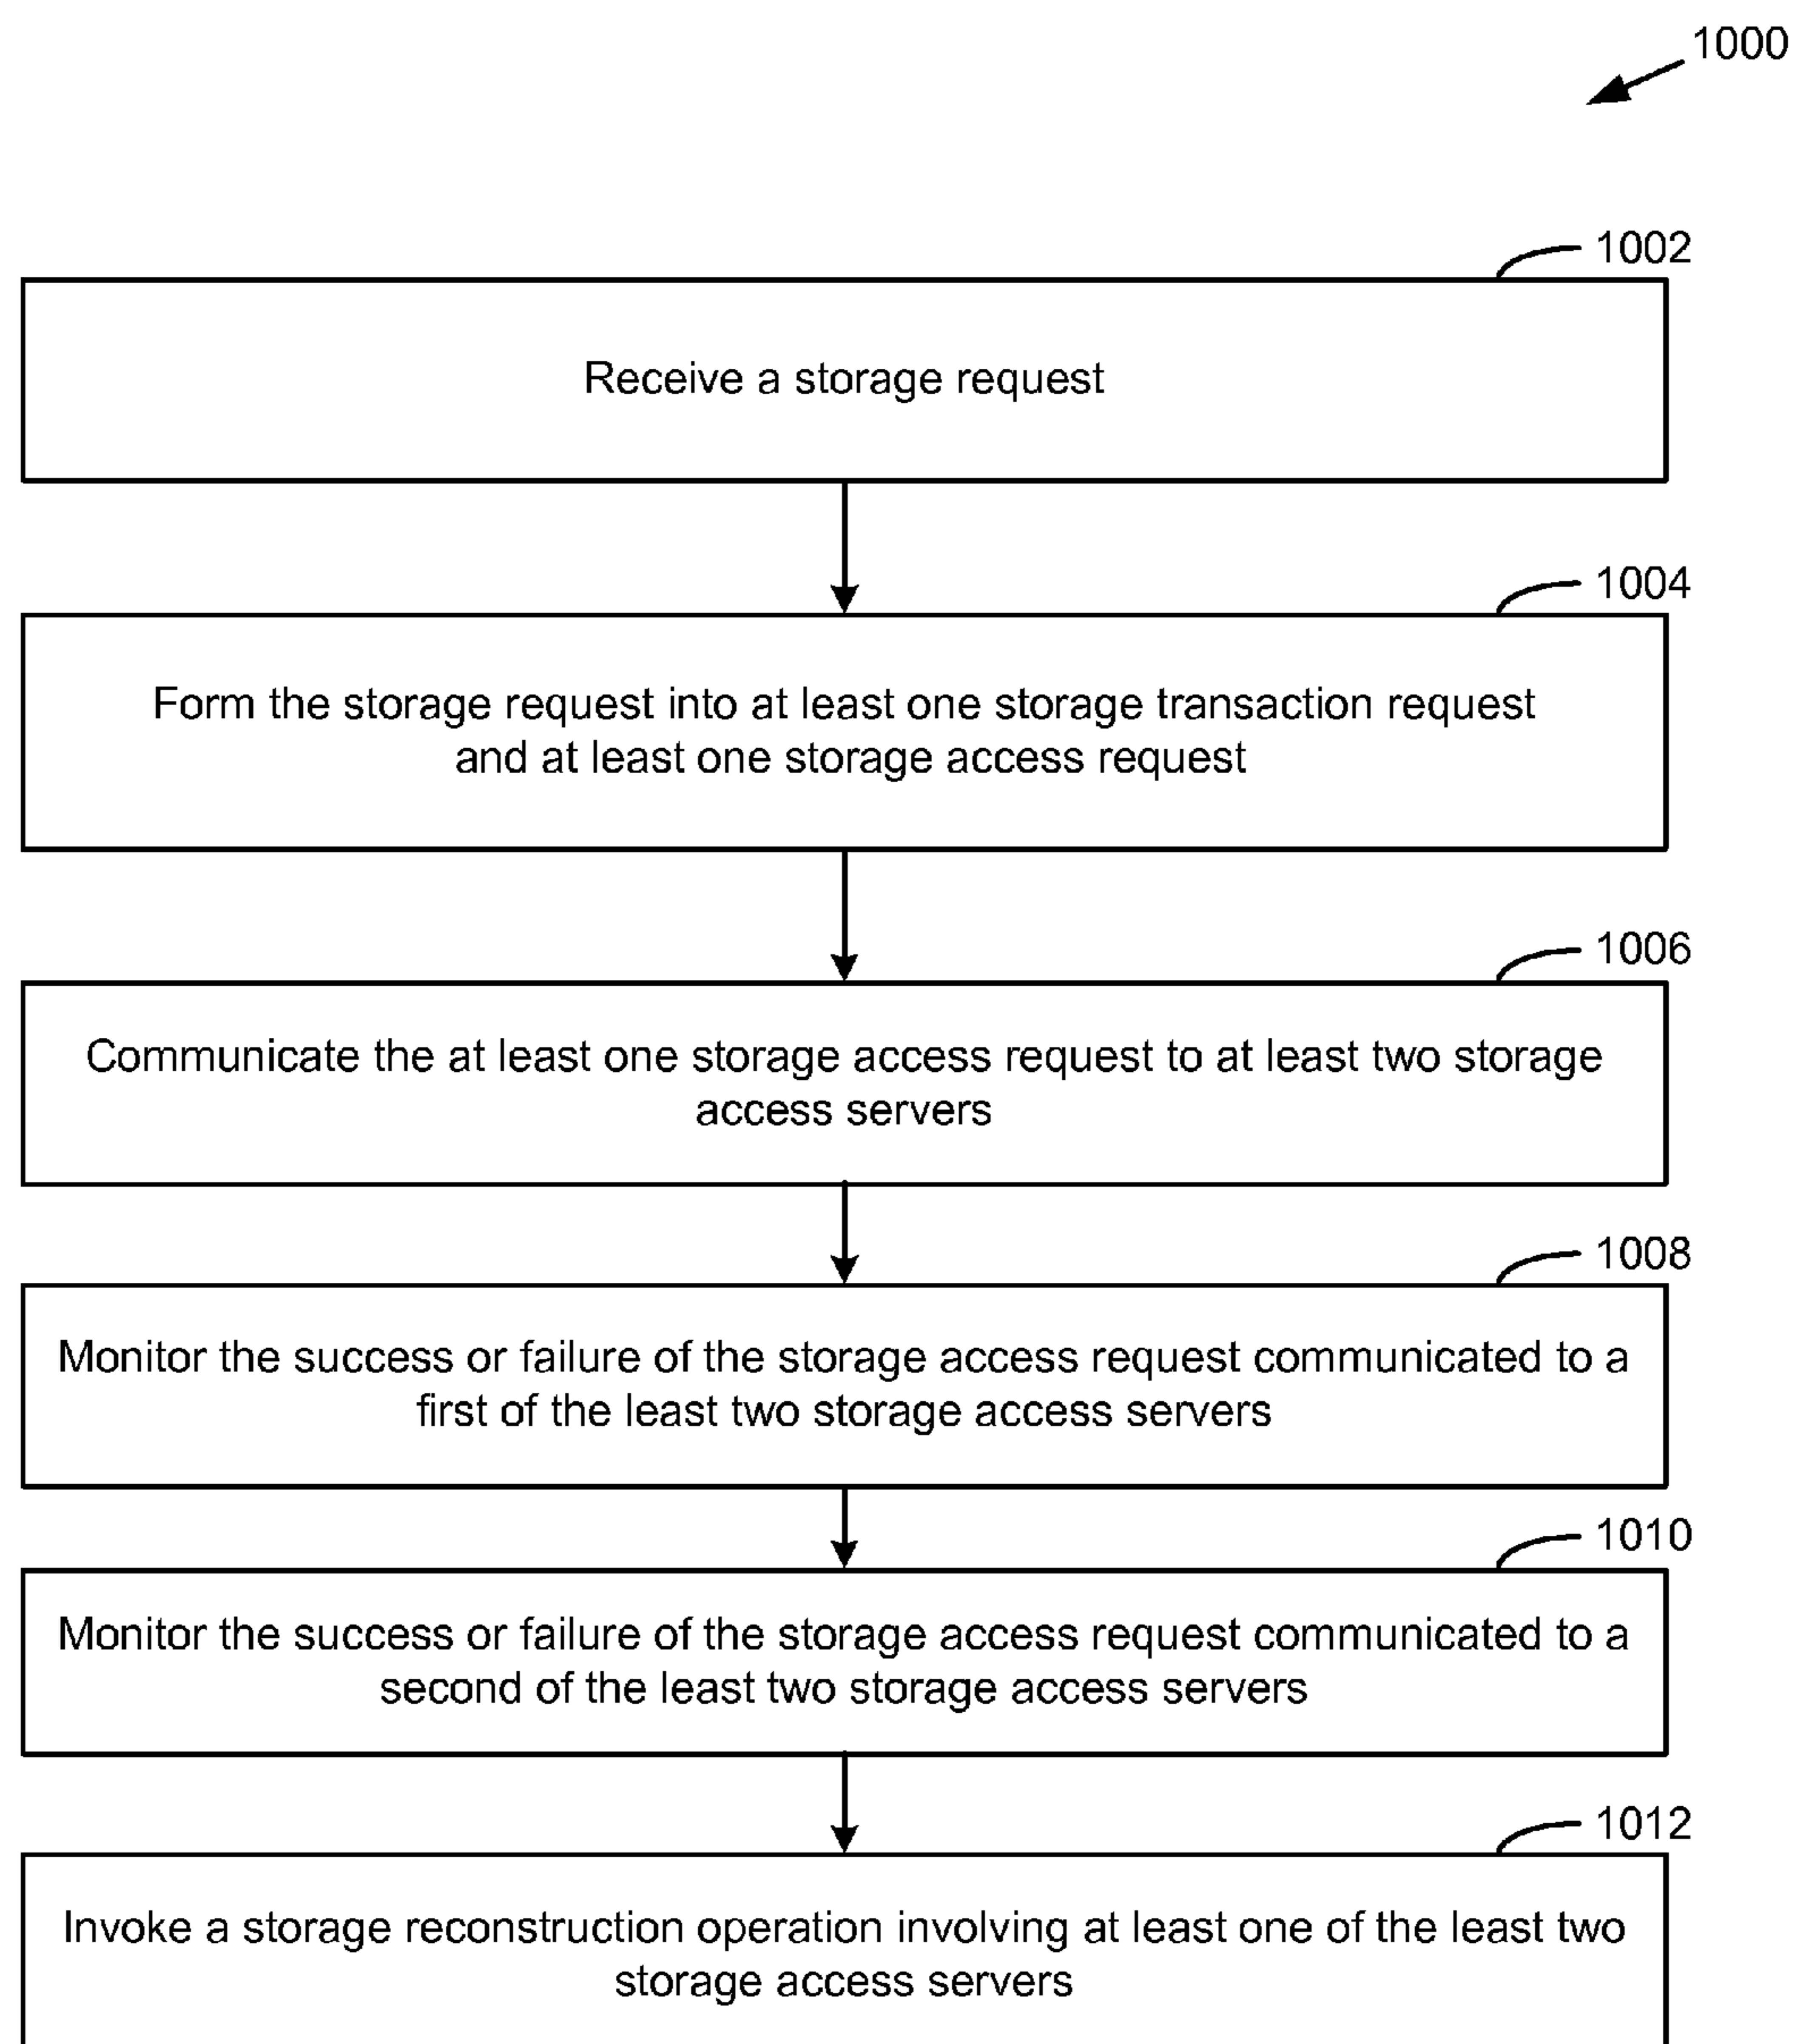 1000
1002
Receive a storage request
1004
Form the storage request into at least one storage transaction request
and at least one storage access request
1006
Communicate the at least one storage access request to at least two storage
access servers
1008
Monitor the success or failure of the storage access request communicated to a
first of the least two storage access servers
1010
Monitor the success or failure of the storage access request communicated to a
second of the least two storage access servers
1012
Invoke a storage reconstruction operation involving at least one of the least two
storage access servers